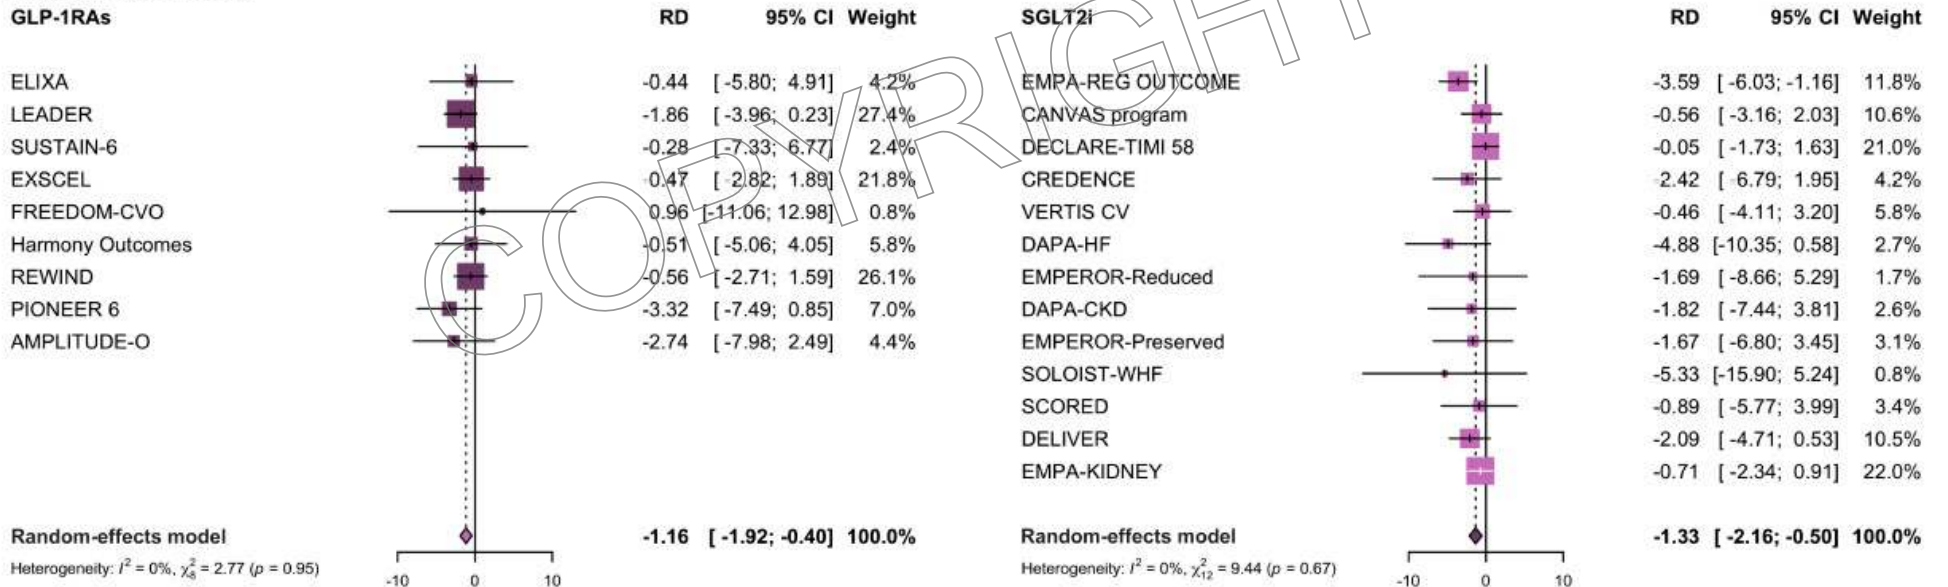 GLP-1RAs RD 95% CI Weight
ELIXA -0.44 [ -5.80; 4.91] 4.2%
LEADER -1.86 [ -3.96; 0.23] 27.4%
SUSTAIN-6 -0.28 [ -7.33; 6.77] 2.4%
EXSCEL -0.47 [ -2.82; 1.89] 21.8%
FREEDOM-CVO 0.96 [-11.06; 12.98] 0.8%
Harmony Outcomes -0.51 [ -5.06; 4.05] 5.8%
REWIND -0.56 [ -2.71; 1.59] 26.1%
PIONEER 6 -3.32 [ -7.49; 0.85] 7.0%
AMPLITUDE-O -2.74 [ -7.98; 2.49] 4.4%
Random-effects model -1.16 [ -1.92; -0.40] 100.0%
Heterogeneity: I² = 0%, χ²₈ = 2.77 (p = 0.95)
-10 0 10
SGLT2i RD 95% CI Weight
EMPA-REG OUTCOME -3.59 [ -6.03; -1.16] 11.8%
CANVAS program -0.56 [ -3.16; 2.03] 10.6%
DECLARE-TIMI 58 -0.05 [ -1.73; 1.63] 21.0%
CREDENCE -2.42 [ -6.79; 1.95] 4.2%
VERTIS CV -0.46 [ -4.11; 3.20] 5.8%
DAPA-HF -4.88 [-10.35; 0.58] 2.7%
EMPEROR-Reduced -1.69 [ -8.66; 5.29] 1.7%
DAPA-CKD -1.82 [ -7.44; 3.81] 2.6%
EMPEROR-Preserved -1.67 [ -6.80; 3.45] 3.1%
SOLOIST-WHF -5.33 [-15.90; 5.24] 0.8%
SCORED -0.89 [ -5.77; 3.99] 3.4%
DELIVER -2.09 [ -4.71; 0.53] 10.5%
EMPA-KIDNEY -0.71 [ -2.34; 0.91] 22.0%
Random-effects model -1.33 [ -2.16; -0.50] 100.0%
Heterogeneity: I² = 0%, χ²₁₂ = 9.44 (p = 0.67)
-10 0 10
COPYRIGHT